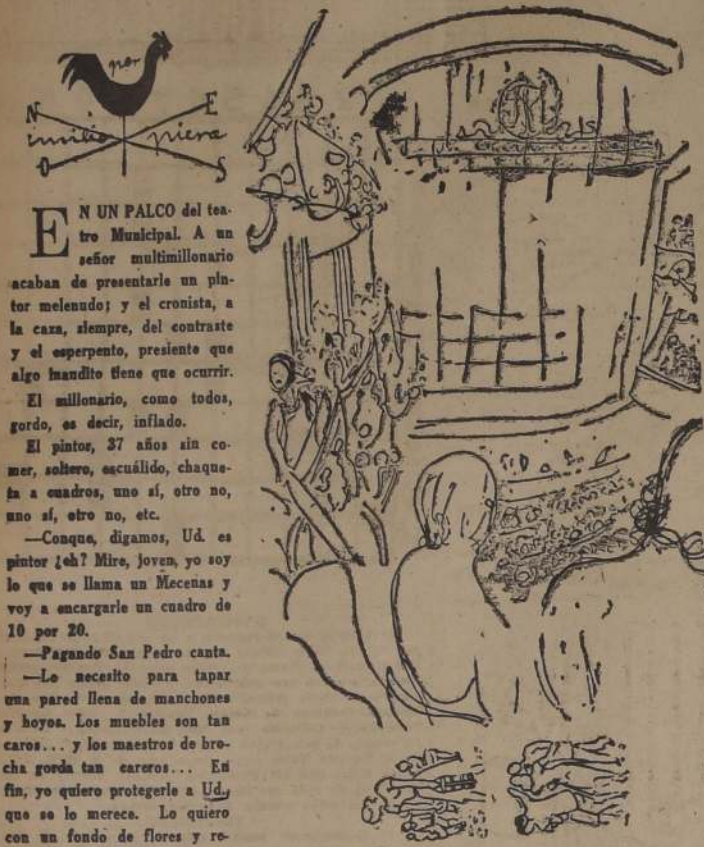 por
N E
emilio piera
O S
EN UN PALCO del tea-
tro Municipal. A un
señor multimillonario
acaban de presentarle un pin-
tor melenudo; y el cronista, a
la caza, siempre, del contraste
y el esperpento, presiente que
algo inaudito tiene que ocurrir.
El millonario, como todos,
gordo, es decir, inflado.
El pintor, 37 años sin co-
mer, soltero, escuálido, chaque-
ta a cuadros, uno sí, otro no,
uno sí, otro no, etc.
—Conque, digamos, Ud. es
pintor ¿eh? Mire, joven, yo soy
lo que se llama un Mecenas y
voy a encargarle un cuadro de
10 por 20.
—Pagando San Pedro canta.
—Lo necesito para tapar
una pared llena de manchones
y hoyos. Los muebles son tan
caros... y los maestros de bro-
cha gorda tan careros... En
fin, yo quiero protegerle a Ud.,
que se lo merece. Lo quiero
con un fondo de flores y re-